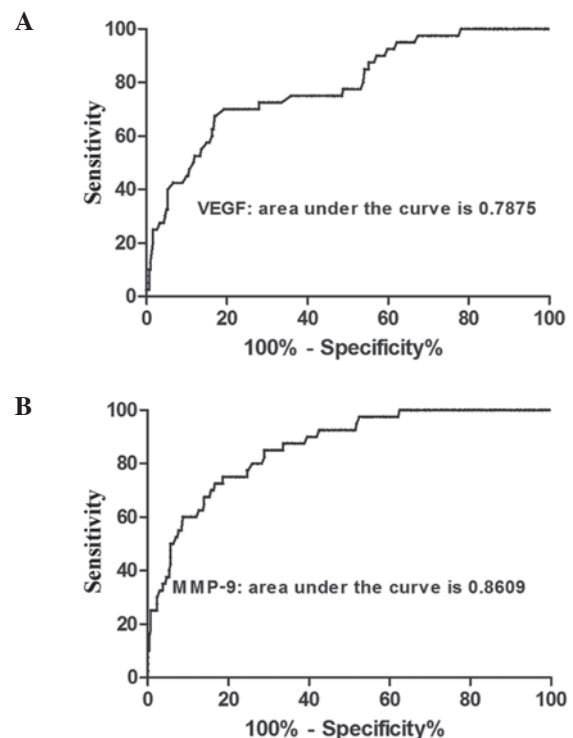 A
100
80
60
40
20
0
Sensitivity
VEGF: area under the curve is 0.7875
0 20 40 60 80 100
100% - Specificity%
B
100
80
60
40
20
0
Sensitivity
MMP-9: area under the curve is 0.8609
0 20 40 60 80 100
100% - Specificity%